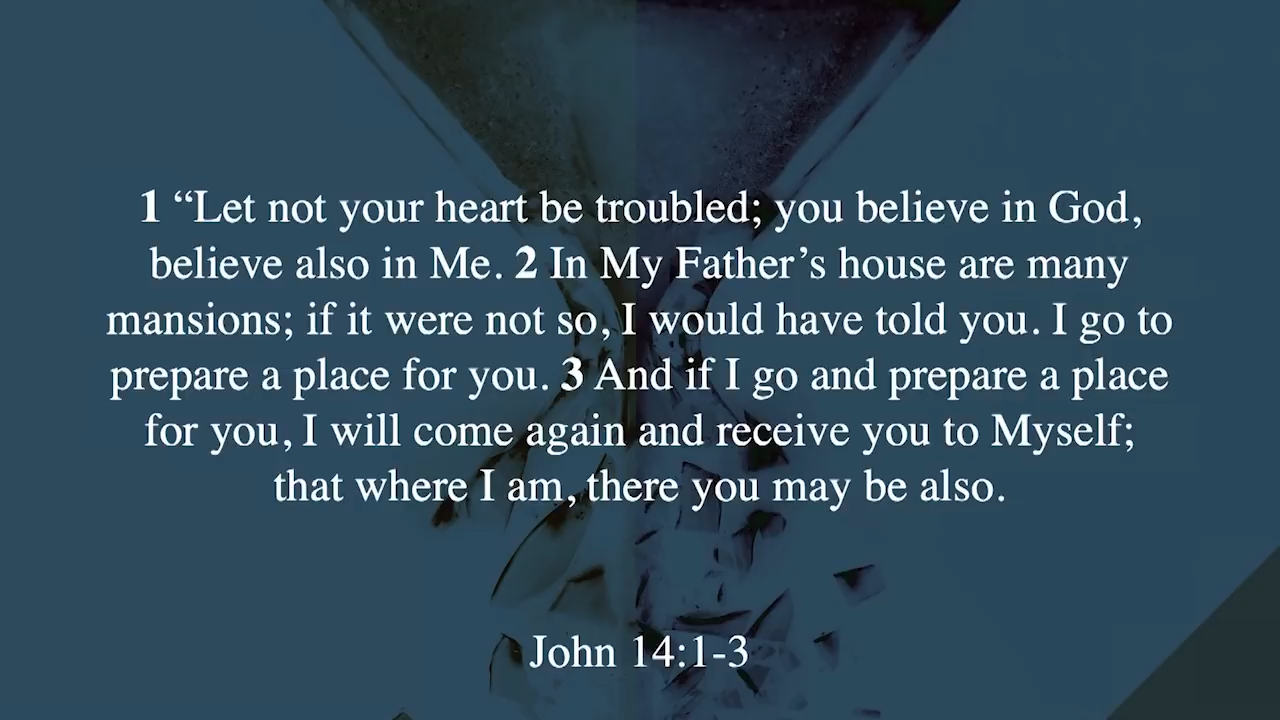 1 “Let not your heart be troubled; you believe in God,
believe also in Me. 2 In My Father’s house are many
mansions; if it were not so, I would have told you. I go to
prepare a place for you. 3 And if I go and prepare a place
for you, I will come again and receive you to Myself;
that where I am, there you may be also.
John 14:1-3